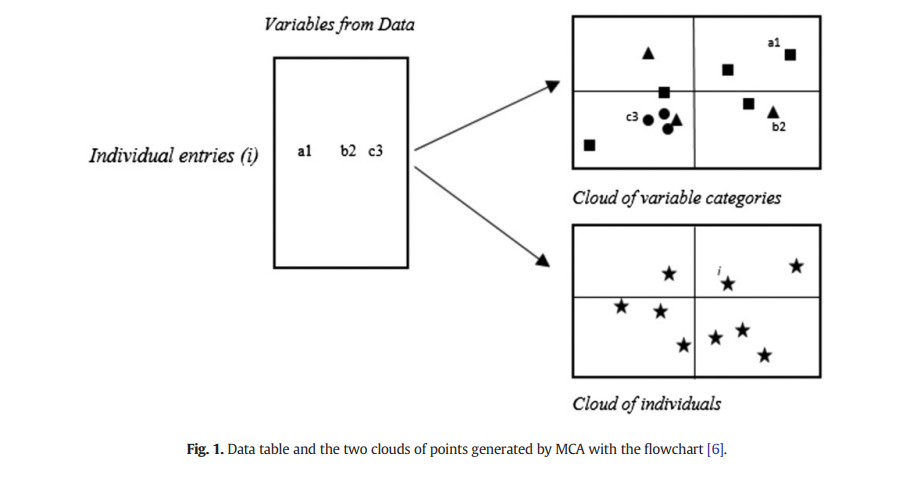 Variables from Data
Individual entries (i)
a1 b2 c3
a1
c3
b2
Cloud of variable categories
i
Cloud of individuals
Fig. 1. Data table and the two clouds of points generated by MCA with the flowchart [6].